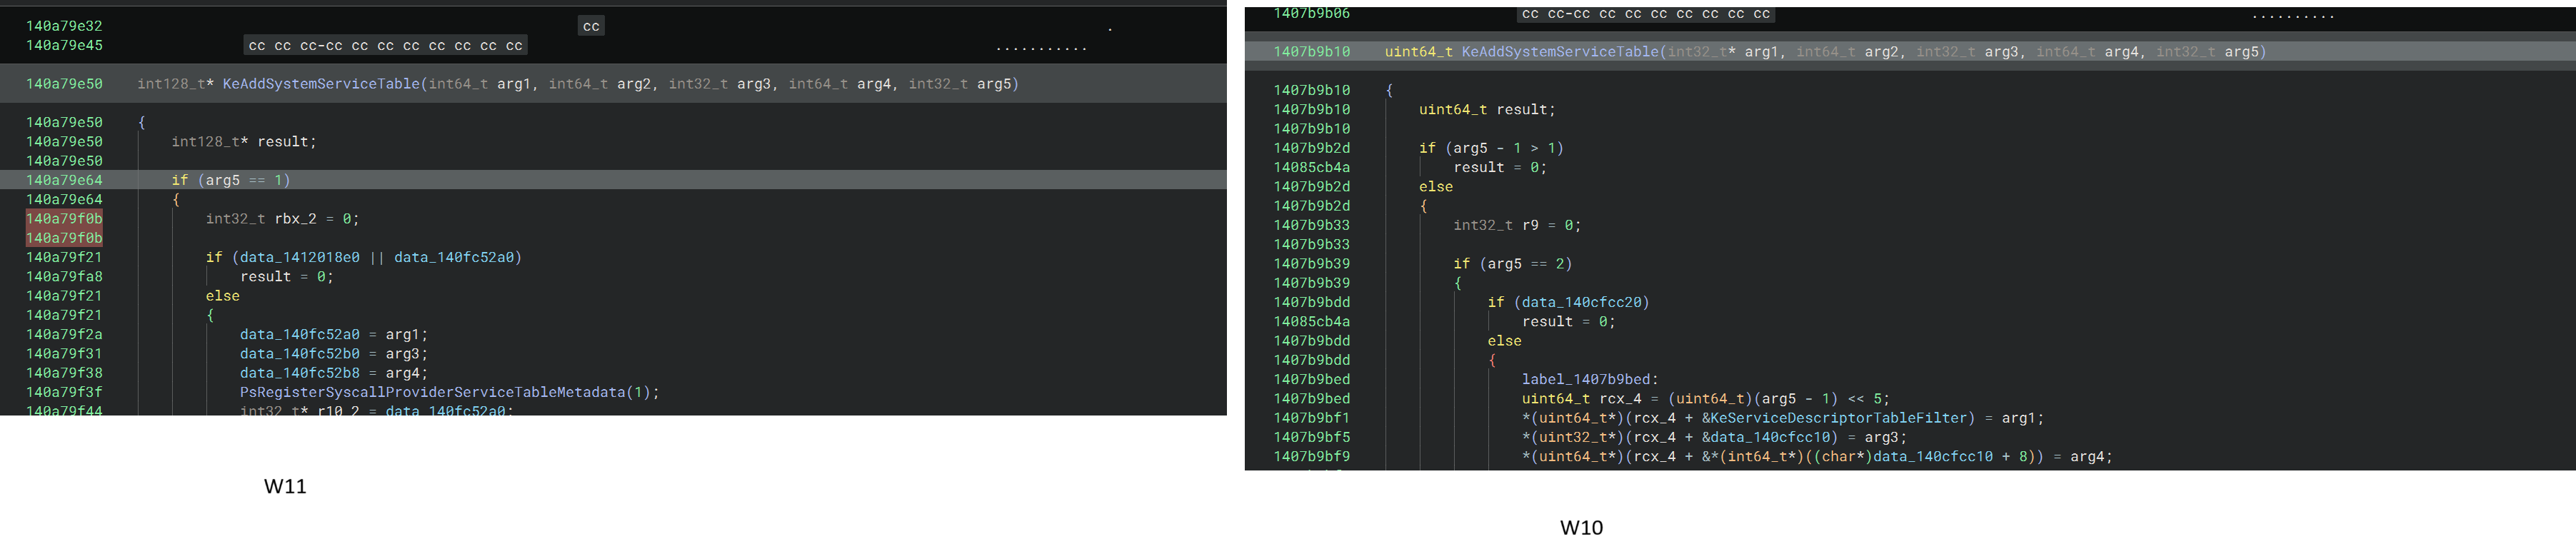 140a79e32 cc .
140a79e45 cc cc cc-cc cc cc cc cc cc cc cc ...........
140a79e50 int128_t* KeAddSystemServiceTable(int64_t arg1, int64_t arg2, int32_t arg3, int64_t arg4, int32_t arg5)
140a79e50 {
140a79e50 int128_t* result;
140a79e50
140a79e64 if (arg5 == 1)
140a79e64 {
140a79f0b int32_t rbx_2 = 0;
140a79f0b
140a79f21 if (data_1412018e0 || data_140fc52a0)
140a79fa8 result = 0;
140a79f21 else
140a79f21 {
140a79f2a data_140fc52a0 = arg1;
140a79f31 data_140fc52b0 = arg3;
140a79f38 data_140fc52b8 = arg4;
140a79f3f PsRegisterSyscallProviderServiceTableMetadata(1);
140a79f44 int32_t* r10_2 = data_140fc52a0;
W11
1407b9b06 cc cc-cc cc cc cc cc cc cc cc ..........
1407b9b10 uint64_t KeAddSystemServiceTable(int32_t* arg1, int64_t arg2, int32_t arg3, int64_t arg4, int32_t arg5)
1407b9b10 {
1407b9b10 uint64_t result;
1407b9b10
1407b9b2d if (arg5 - 1 > 1)
14085cb4a result = 0;
1407b9b2d else
1407b9b2d {
1407b9b33 int32_t r9 = 0;
1407b9b33
1407b9b39 if (arg5 == 2)
1407b9b39 {
1407b9bdd if (data_140cfcc20)
14085cb4a result = 0;
1407b9bdd else
1407b9bdd {
1407b9bed label_1407b9bed:
1407b9bed uint64_t rcx_4 = (uint64_t)(arg5 - 1) << 5;
1407b9bf1 *(uint64_t*)(rcx_4 + &KeServiceDescriptorTableFilter) = arg1;
1407b9bf5 *(uint32_t*)(rcx_4 + &data_140cfcc10) = arg3;
1407b9bf9 *(uint64_t*)(rcx_4 + &*(int64_t*)((char*)data_140cfcc10 + 8)) = arg4;
W10